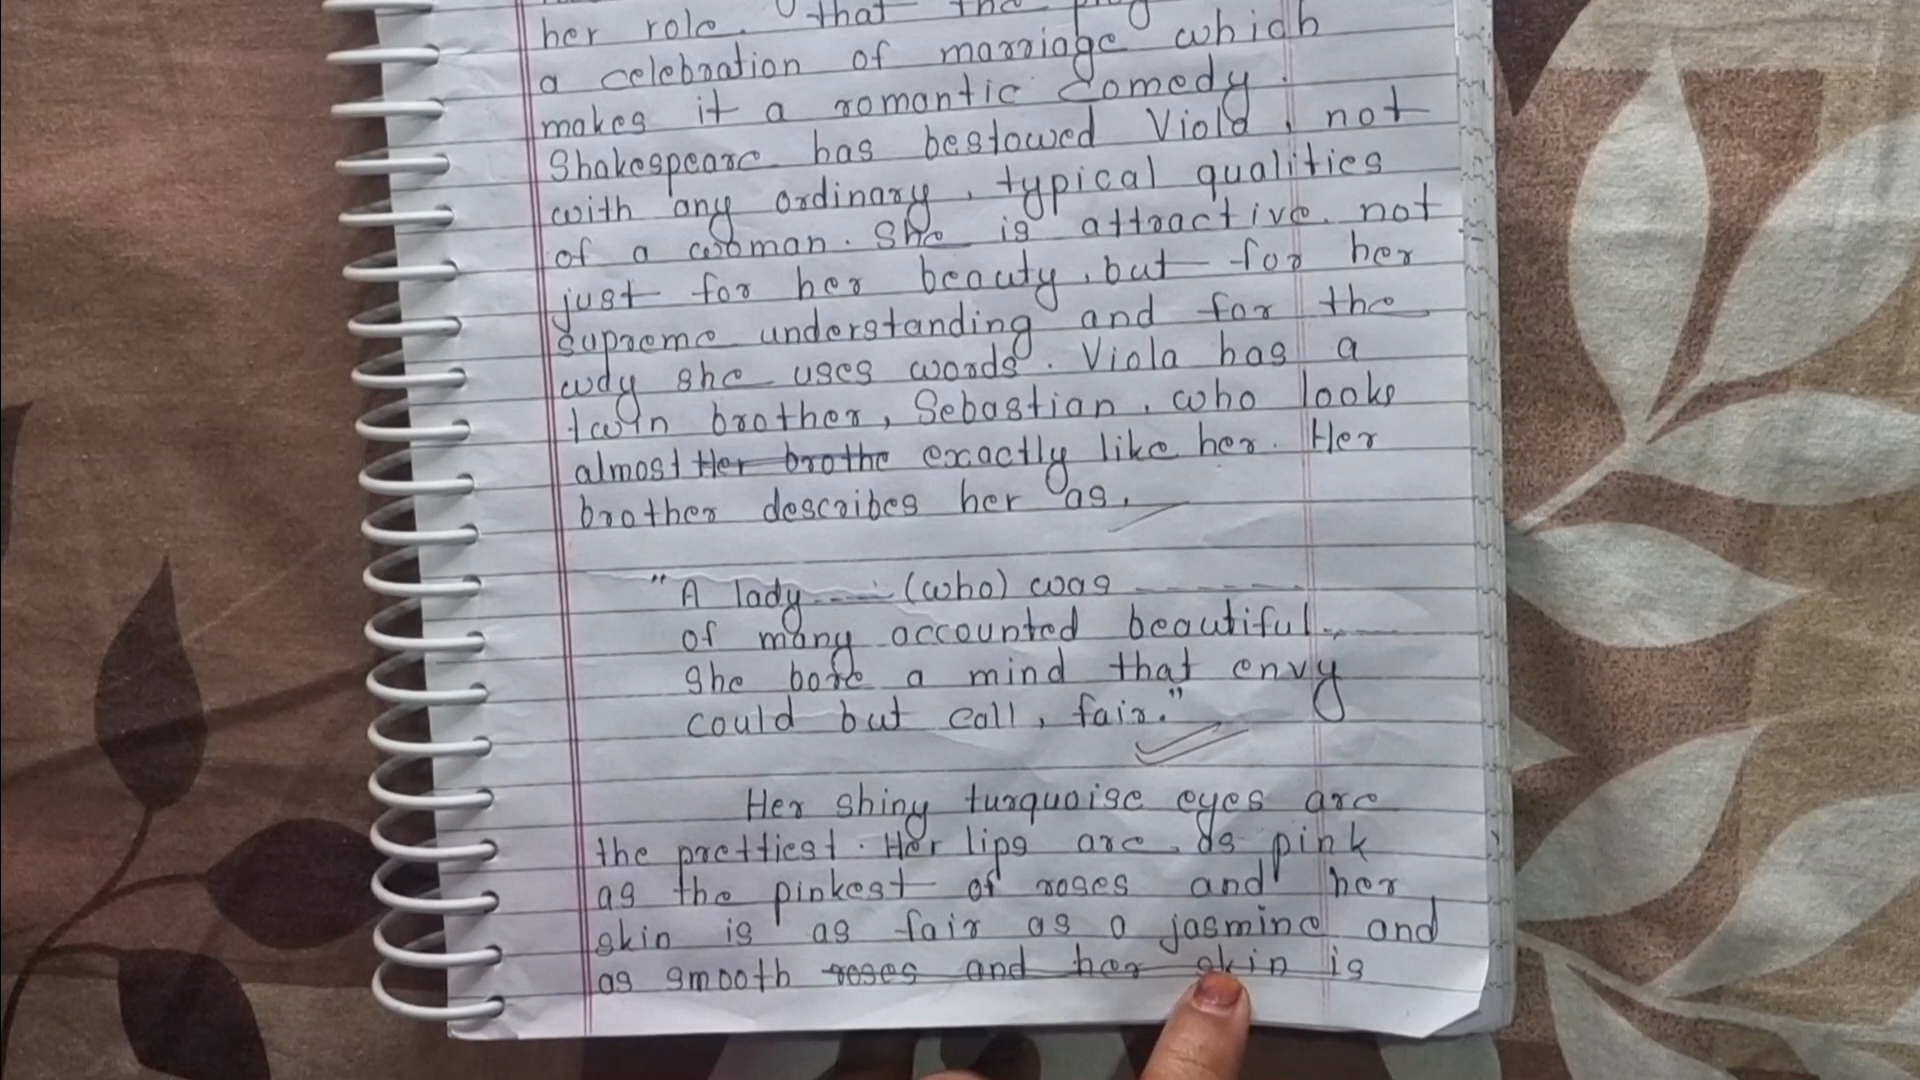 her role. that the
a celebration of marriage which
makes it a romantic comedy.
Shakespeare has bestowed Viola, not
with any ordinary, typical qualities
of a woman. She is attractive not
just for her beauty, but for her
supreme understanding and for the
way she uses words. Viola has a
twin brother, Sebastian, who looks
almost Her brothe exactly like her. Her
brother describes her as,
"A lady --- (who) was
of many accounted beautiful..
She bore a mind that envy
could but call, fair."
Her shiny turquoise eyes are
the prettiest. Her lips are as pink
as the pinkest of roses and her
skin is as fair as a jasmine and
as smooth roses and her skin is